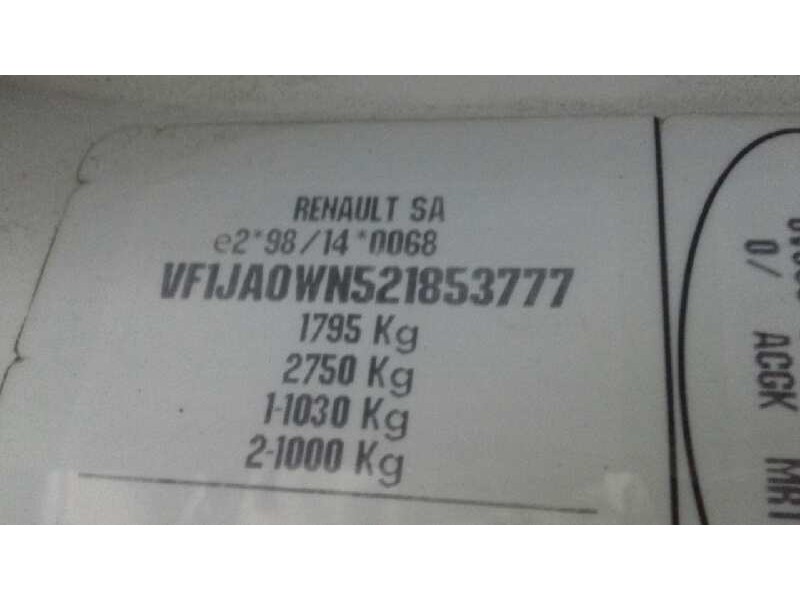 RENAULT SA
e2*98/14*0068
VF1JA0WN521853777
1795 Kg
2750 Kg
1-1030 Kg
2-1000 Kg
0/ ACGK MRT